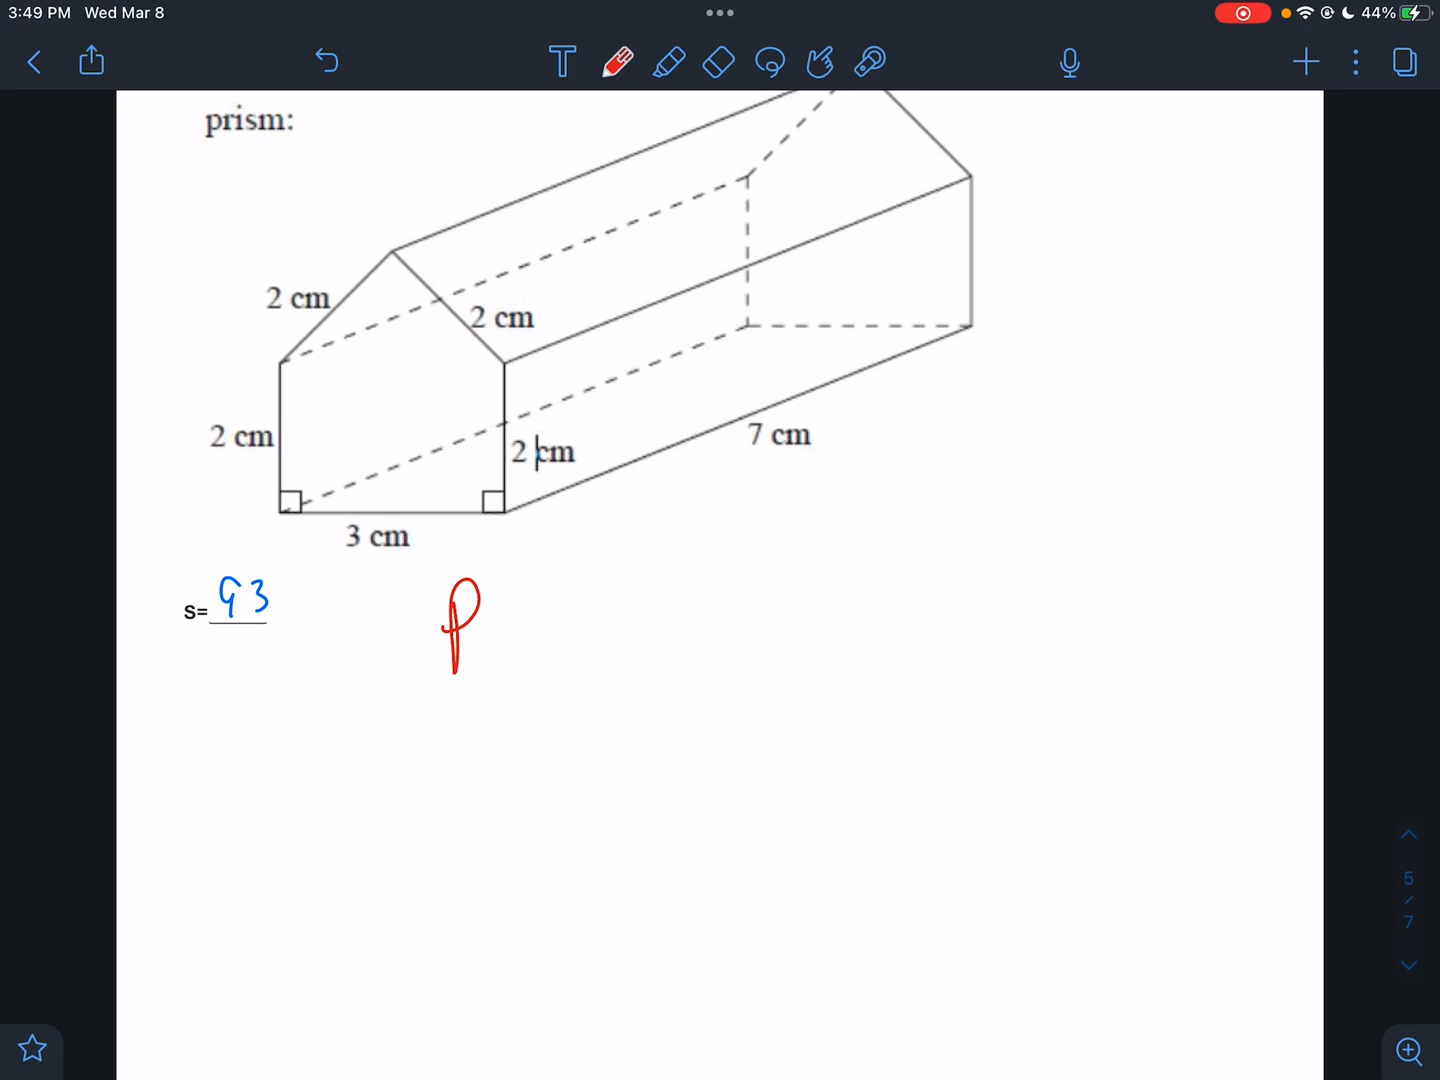 3:49 PM Wed Mar 8
44%
T
prism:
2 cm
2 cm
2 cm
2 cm
7 cm
3 cm
s= 93
P
5
/
7